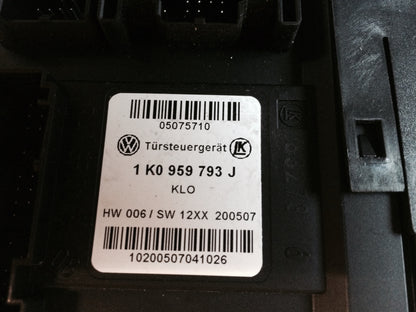 05075710
Türsteuergerät
1 K0 959 793 J
KLO
HW 006 / SW 12XX 200507
10200507041026